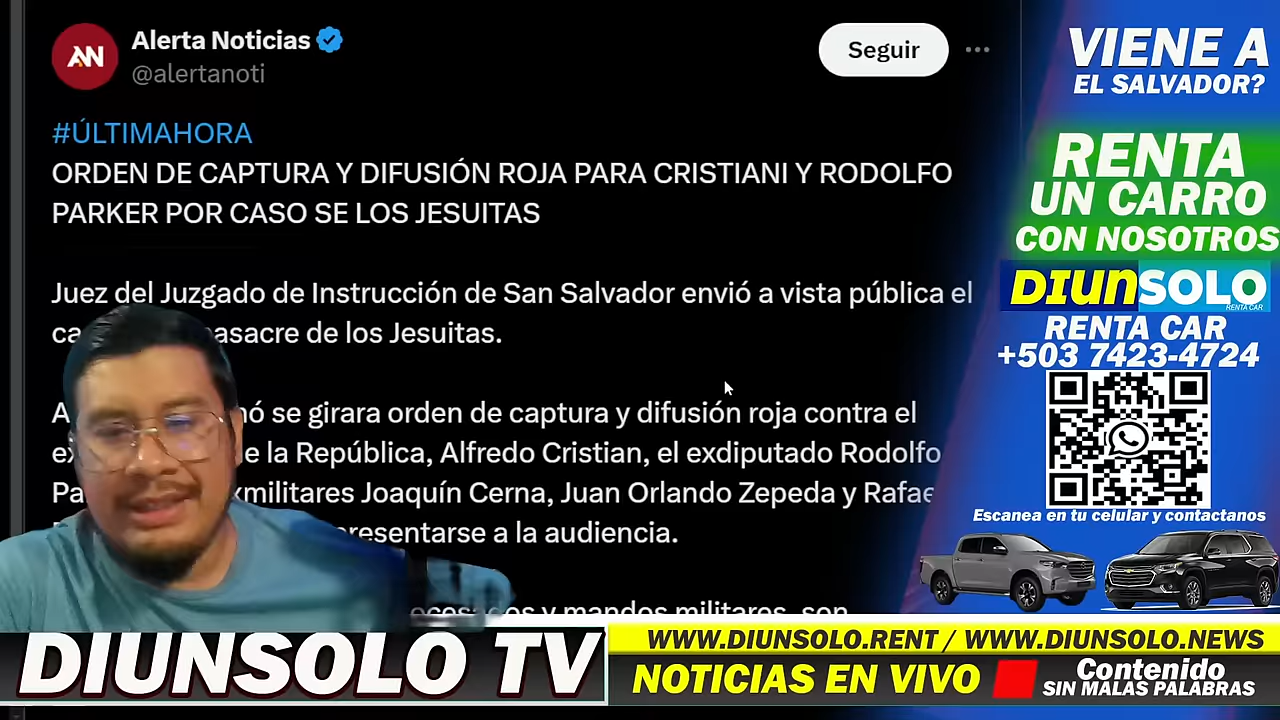 AN
Alerta Noticias
@alertanoti
Seguir
#ÚLTIMAHORA
ORDEN DE CAPTURA Y DIFUSIÓN ROJA PARA CRISTIANI Y RODOLFO
PARKER POR CASO SE LOS JESUITAS
Juez del Juzgado de Instrucción de San Salvador envió a vista pública el
de los Jesuitas.
se girara orden de captura y difusión roja contra el
la República, Alfredo Cristian, el exdiputado Rodolfo
Joaquín Cerna, Juan Orlando Zepeda y
a la audiencia.
y mandos militares, son
VIENE A
EL SALVADOR?
RENTA
UN CARRO
CON NOSOTROS
DIUNSOLO
RENTA CAR
RENTA CAR
+503 7423-4724
Escanea en tu celular y contactanos
DIUNSOLO TV
WWW.DIUNSOLO.RENT / WWW.DIUNSOLO.NEWS
NOTICIAS EN VIVO
Contenido
SIN MALAS PALABRAS